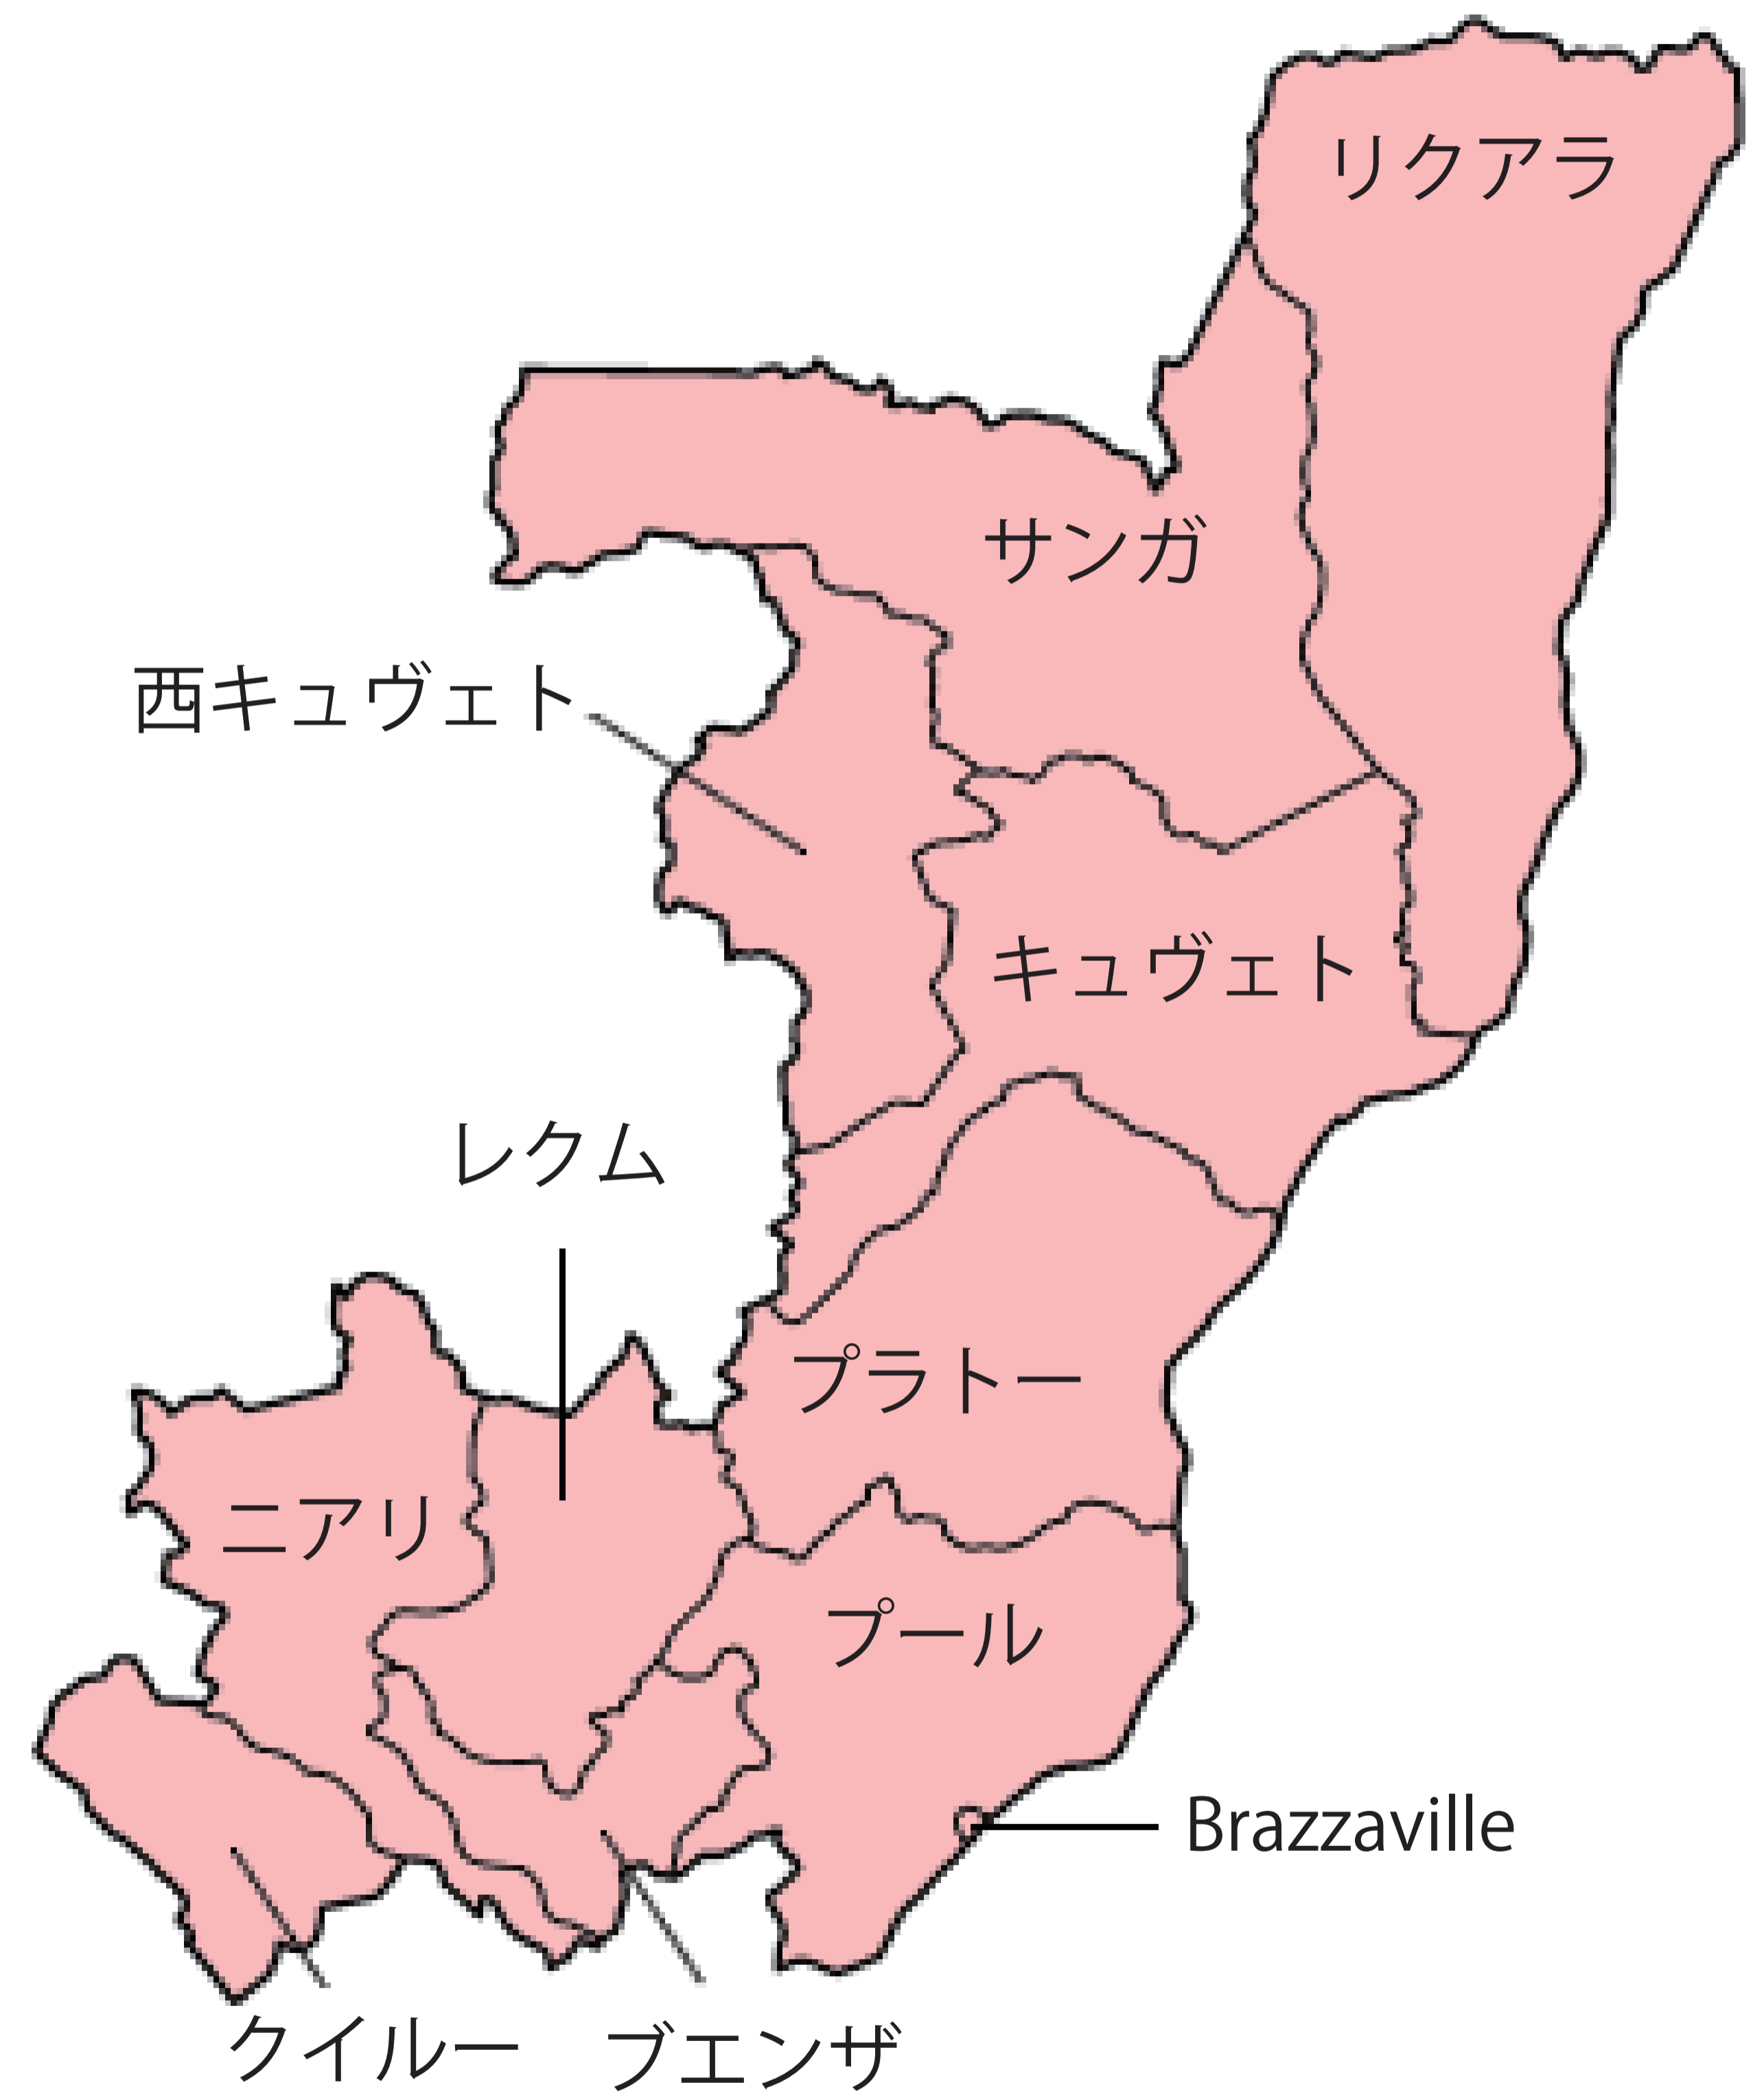 リクアラ
サンガ
西キュヴェト
キュヴェト
レクム
プラトー
ニアリ
プール
Brazzaville
クイルー
ブエンザ